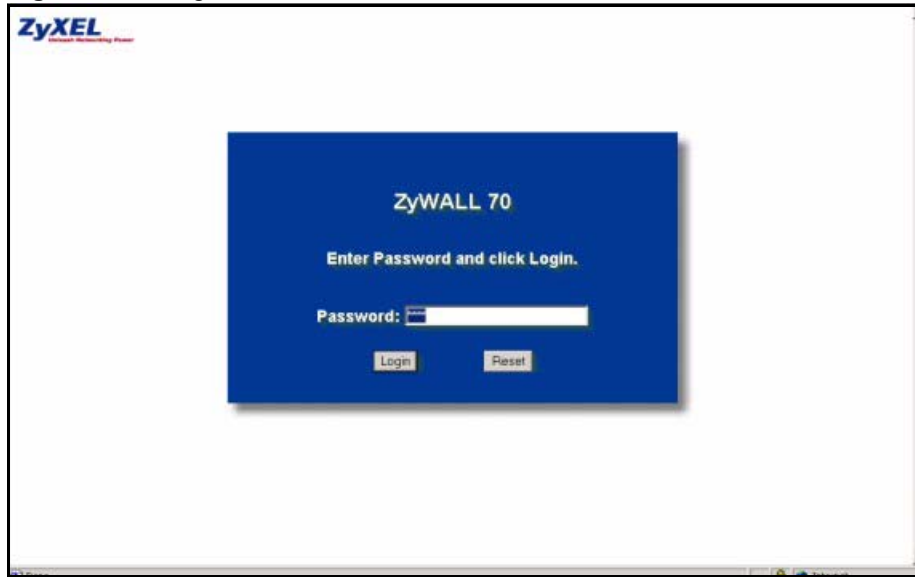 ZyXEL
ZyWALL 70
Enter Password and click Login.
Password: ****
Login
Reset